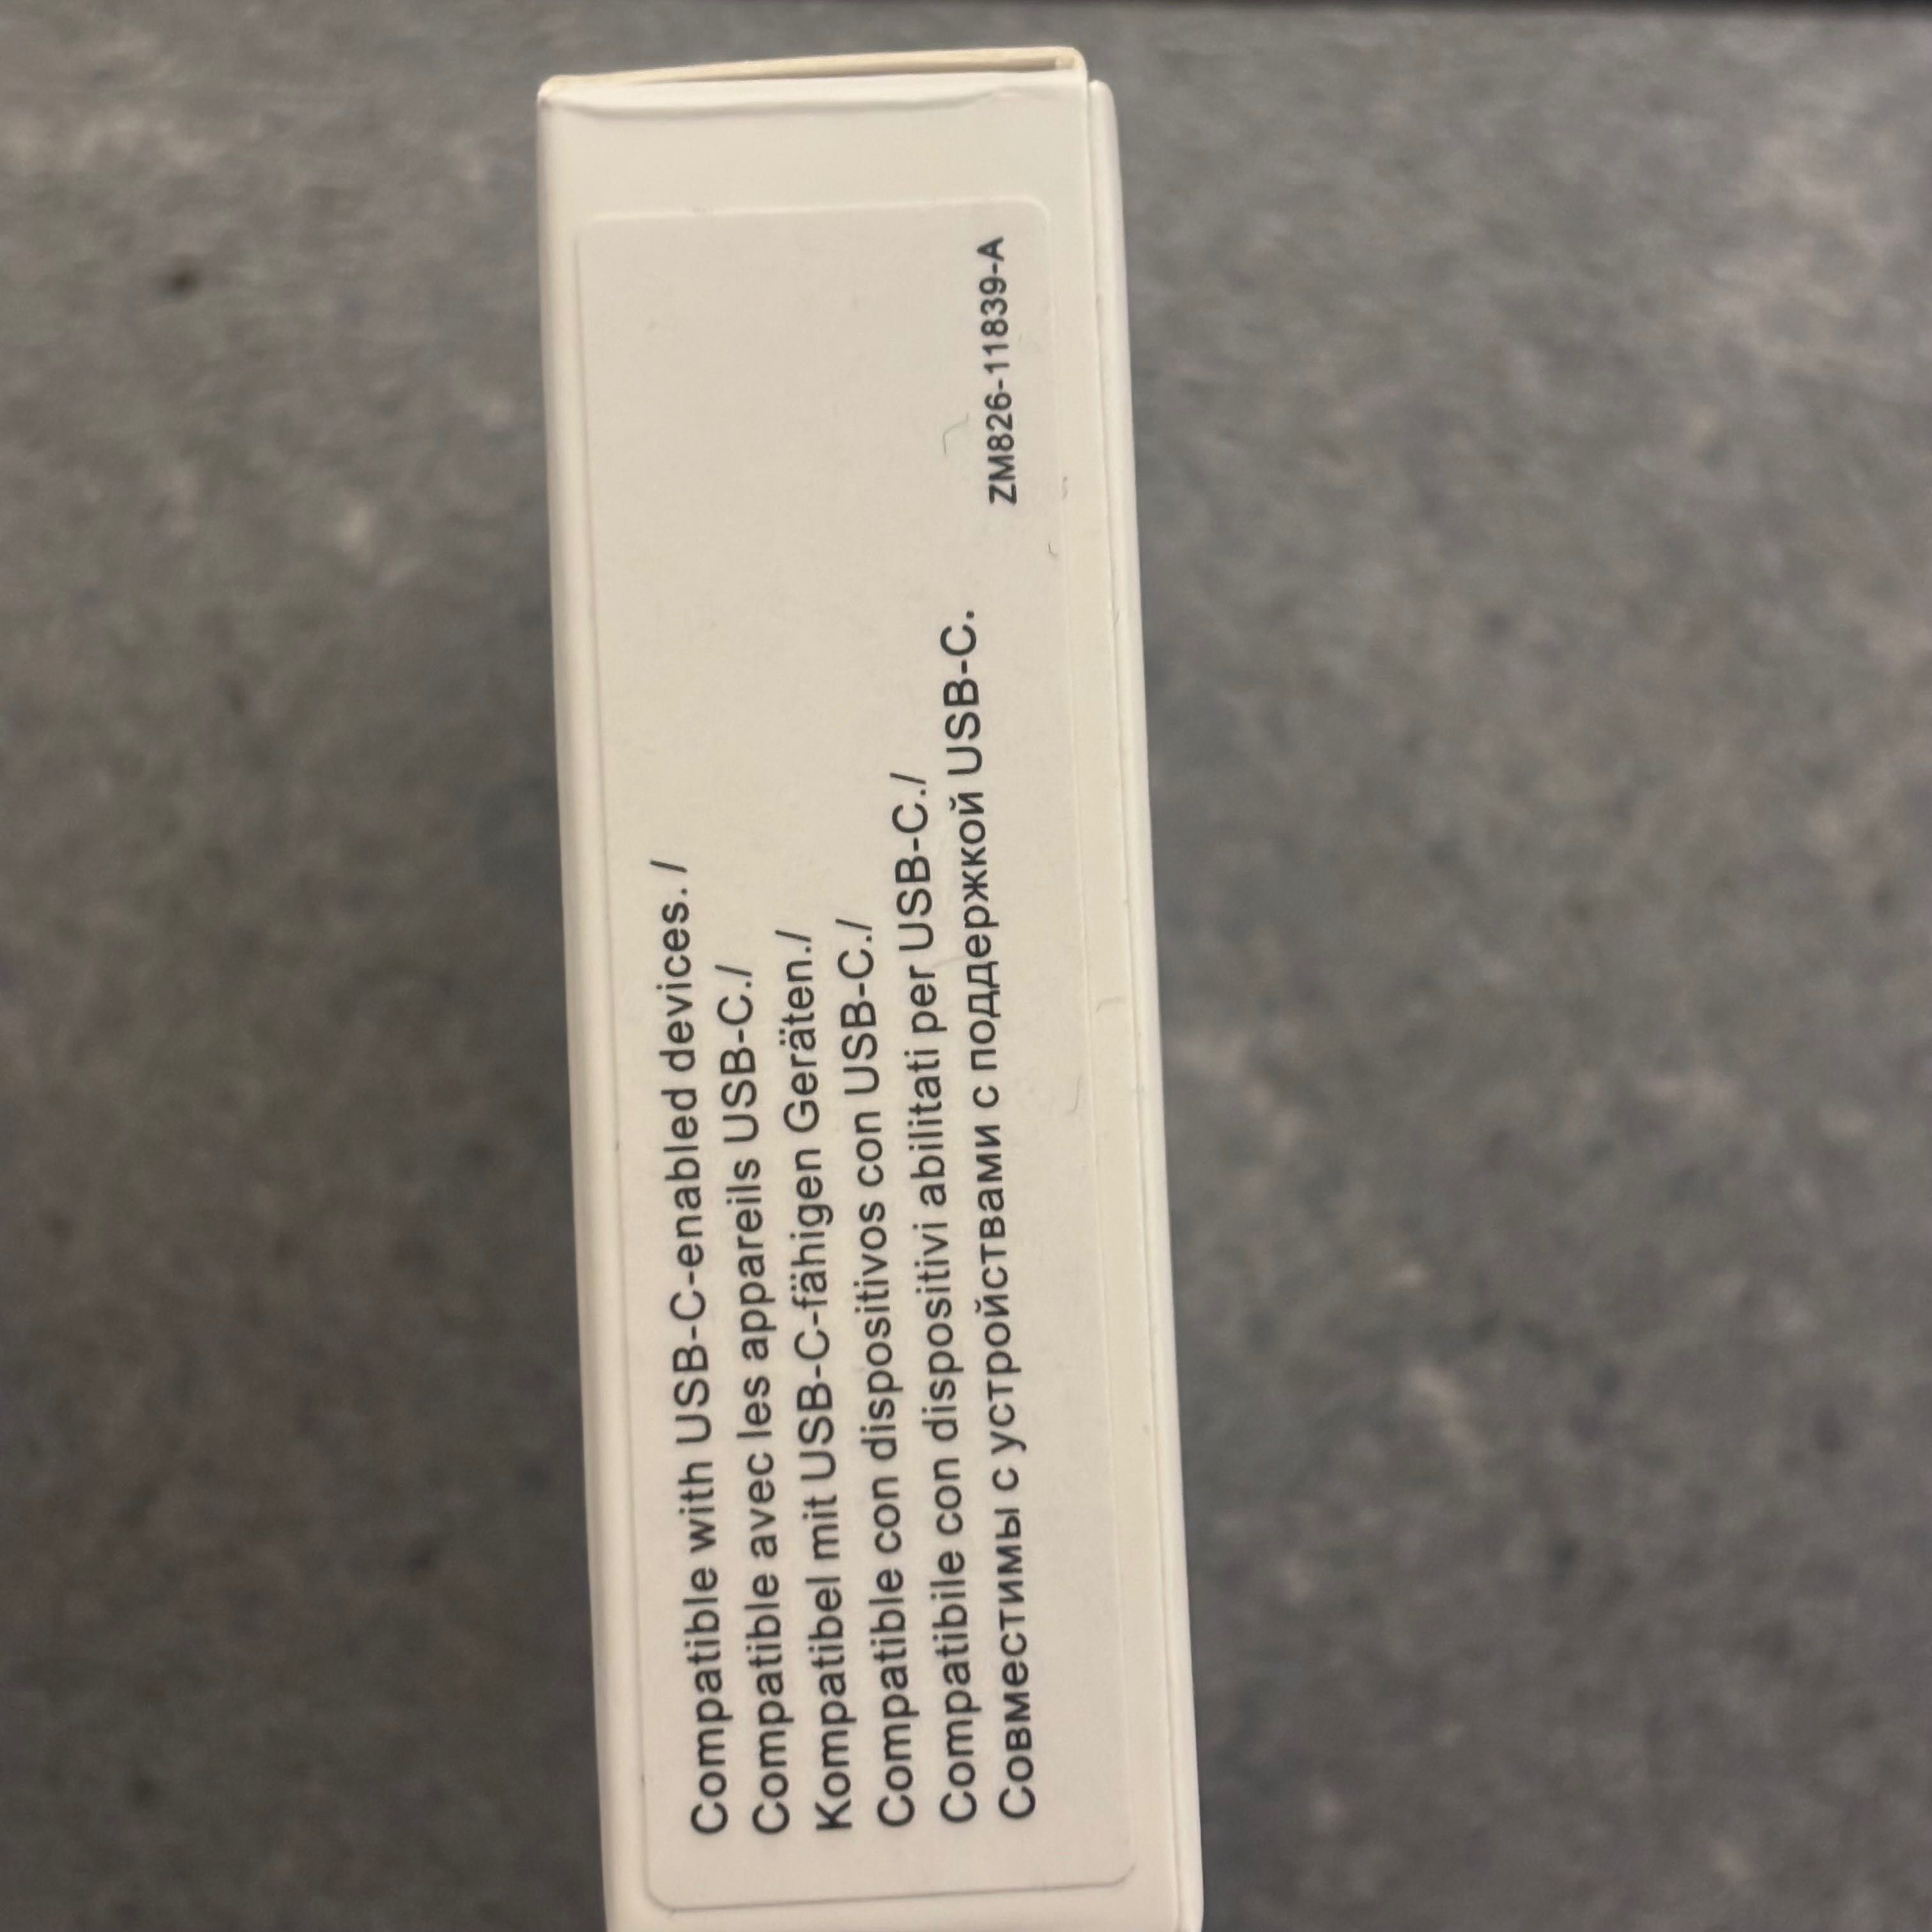 Compatible with USB-C-enabled devices. /
Compatible avec les appareils USB-C./
Kompatibel mit USB-C-fähigen Geräten./
Compatible con dispositivos con USB-C./
Compatibile con dispositivi abilitati per USB-C./
Совместимы с устройствами с поддержкой USB-C.
ZM826-11839-A